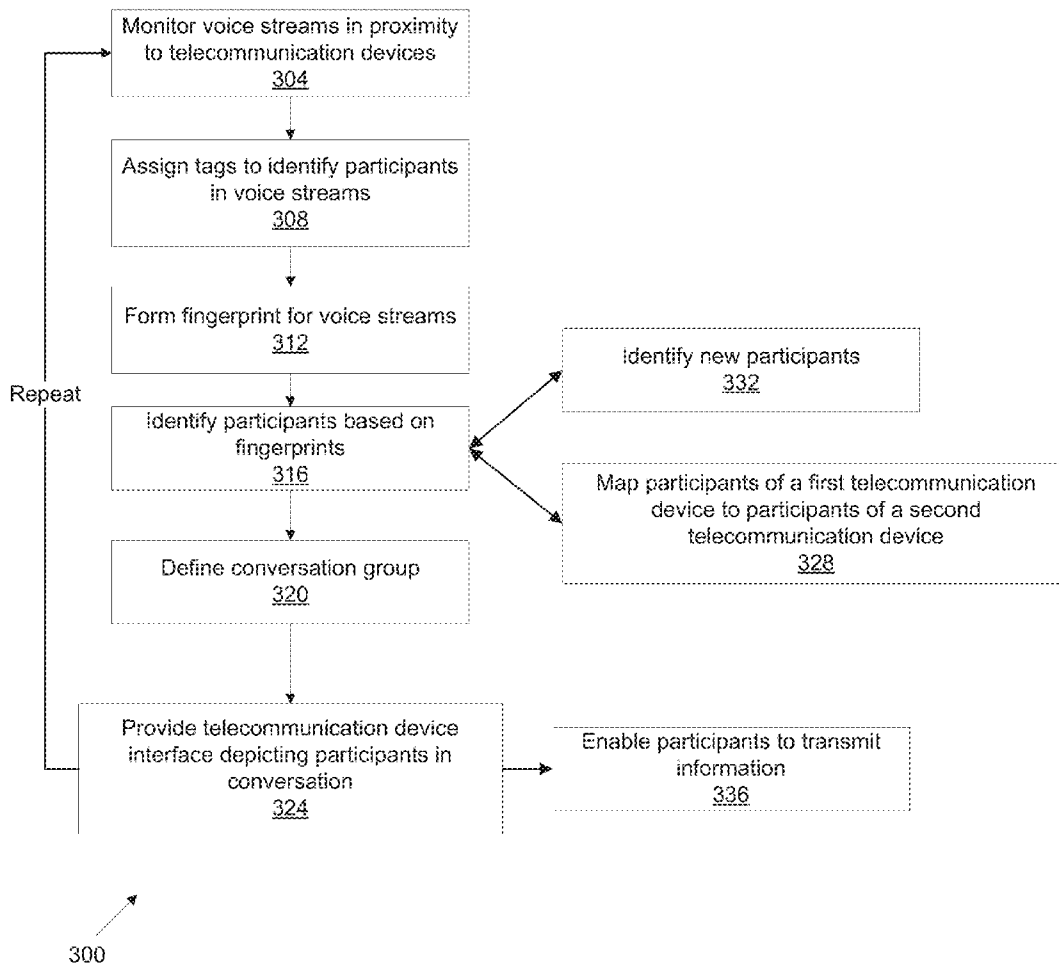 Monitor voice streams in proximity
to telecommunication devices
304
Assign tags to identify participants
in voice streams
308
Form fingerprint for voice streams
312
Repeat
Identify participants based on
fingerprints
316
Identify new participants
332
Map participants of a first telecommunication
device to participants of a second
telecommunication device
328
Define conversation group
320
Provide telecommunication device
interface depicting participants in
conversation
324
Enable participants to transmit
information
336
300